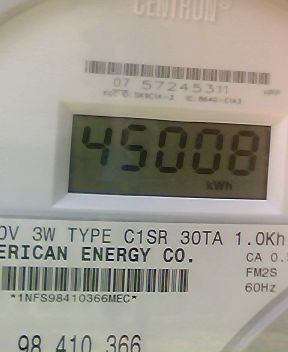 CENTRON®
07 57245311
45008
kWh
0V 3W TYPE C1SR 30TA 1.0Kh
ERICAN ENERGY CO.
CA 0.
FM2S
*1NFS98410366MEC*
60Hz
98 410 366